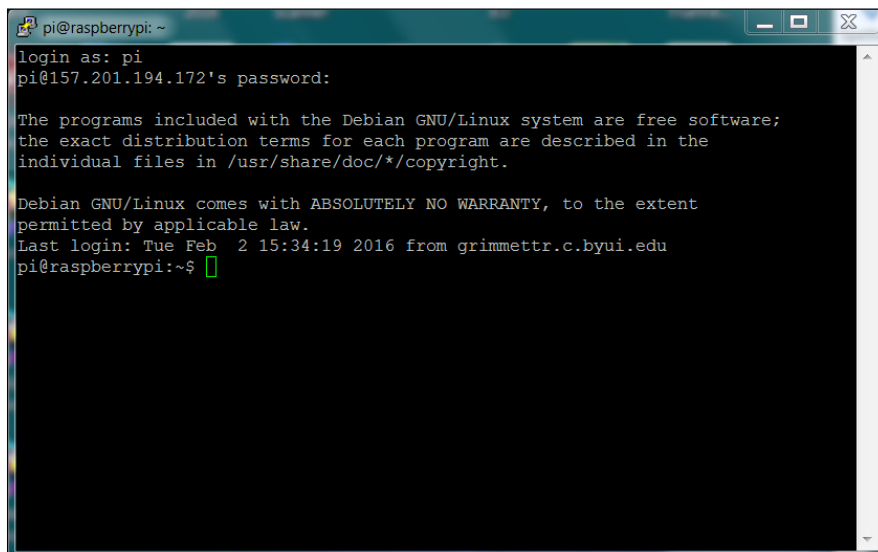 pi@raspberrypi: ~
login as: pi
pi@157.201.194.172's password:
The programs included with the Debian GNU/Linux system are free software;
the exact distribution terms for each program are described in the
individual files in /usr/share/doc/*/copyright.
Debian GNU/Linux comes with ABSOLUTELY NO WARRANTY, to the extent
permitted by applicable law.
Last login: Tue Feb  2 15:34:19 2016 from grimmettr.c.byui.edu
pi@raspberrypi:~$